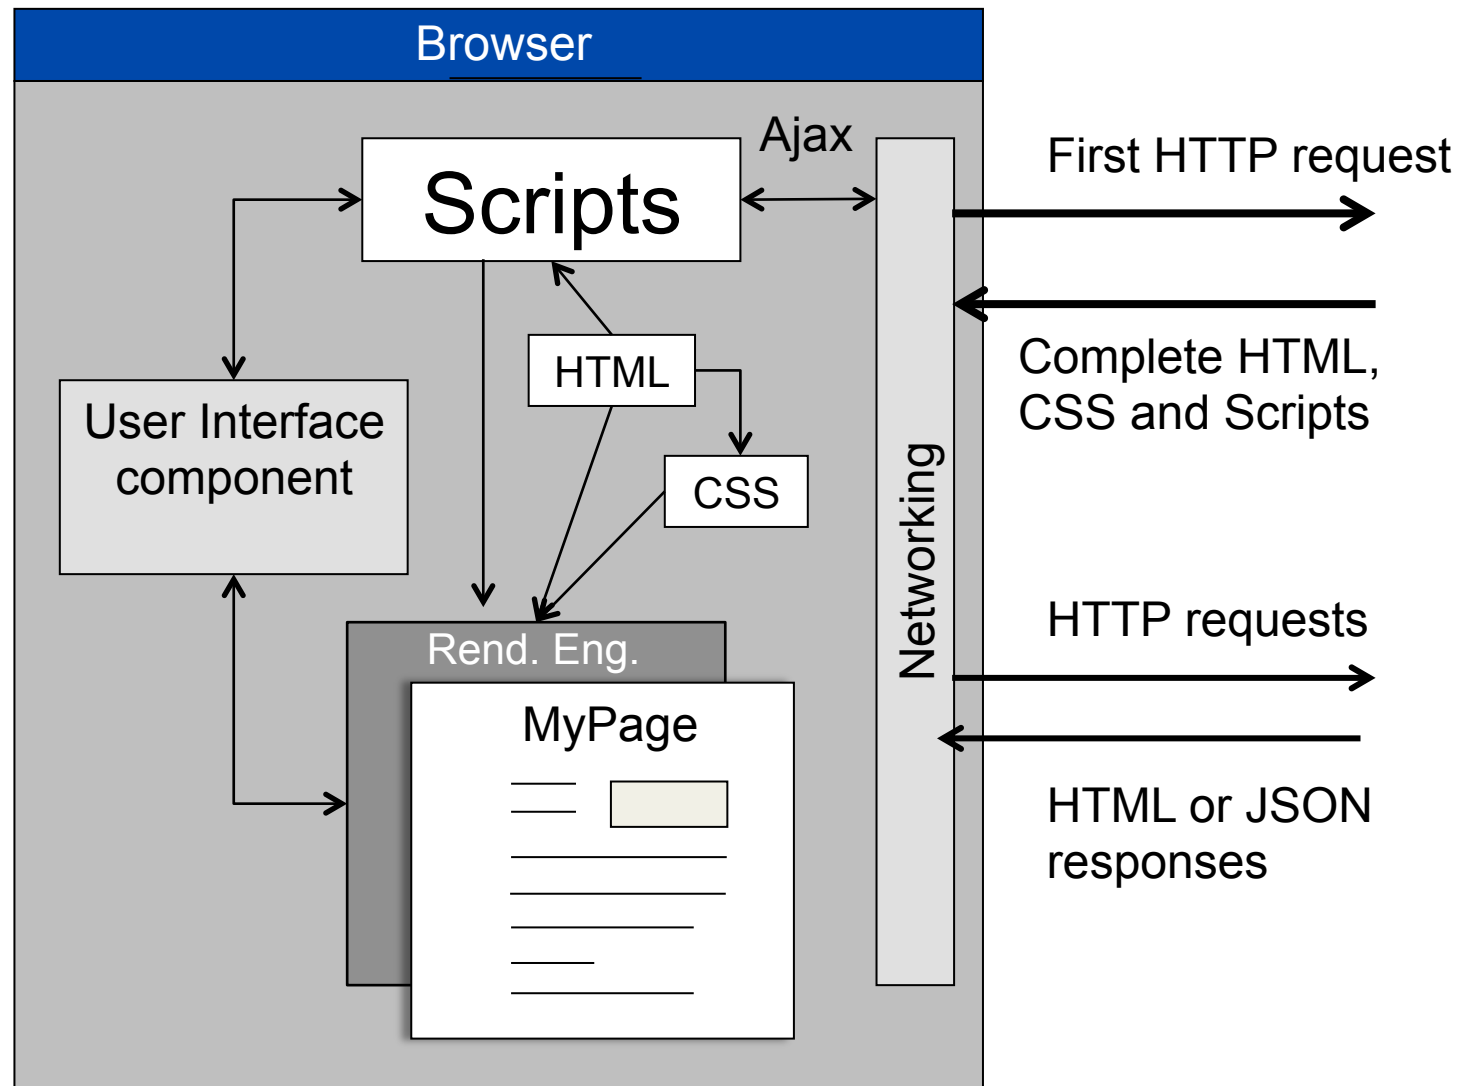 Browser
Ajax
Scripts
HTML
CSS
User Interface
component
Rend. Eng.
MyPage
Networking
First HTTP request
Complete HTML,
CSS and Scripts
HTTP requests
HTML or JSON
responses